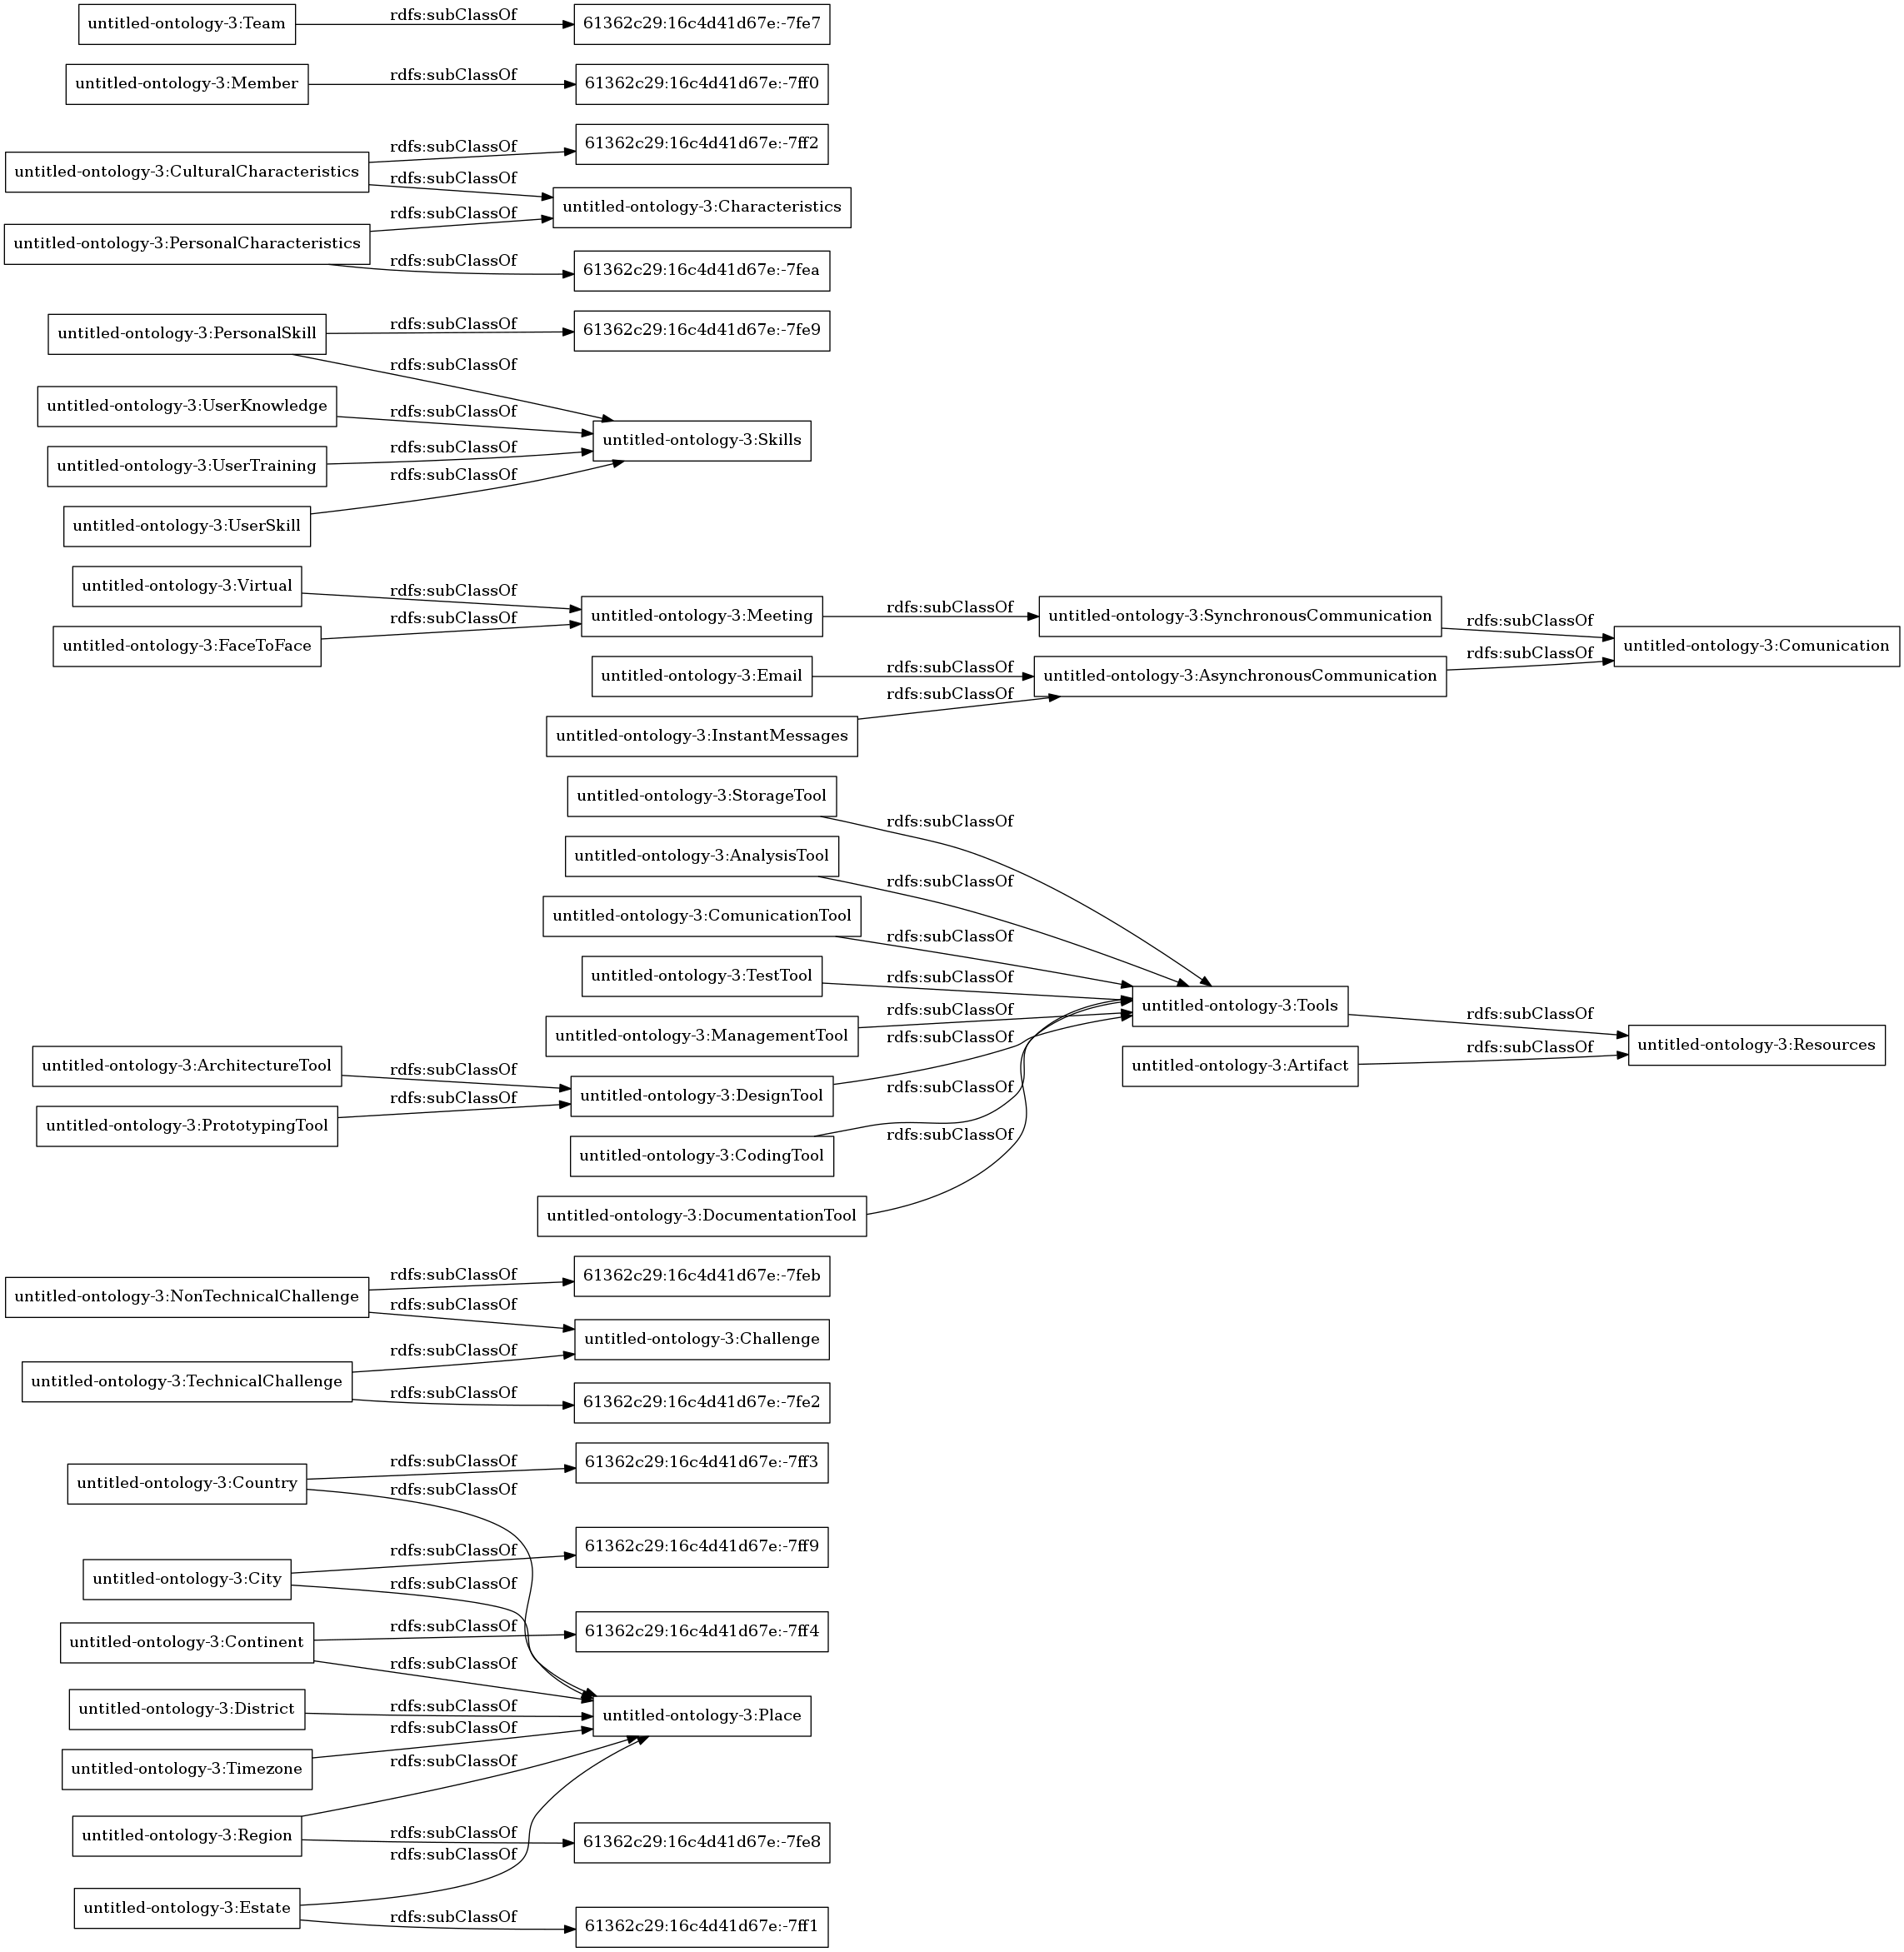 untitled-ontology-3:Team
rdfs:subClassOf
61362c29:16c4d41d67e:-7fe7
untitled-ontology-3:Member
rdfs:subClassOf
61362c29:16c4d41d67e:-7ff0
untitled-ontology-3:CulturalCharacteristics
rdfs:subClassOf
61362c29:16c4d41d67e:-7ff2
rdfs:subClassOf
untitled-ontology-3:Characteristics
untitled-ontology-3:PersonalCharacteristics
rdfs:subClassOf
rdfs:subClassOf
61362c29:16c4d41d67e:-7fea
untitled-ontology-3:PersonalSkill
rdfs:subClassOf
61362c29:16c4d41d67e:-7fe9
rdfs:subClassOf
untitled-ontology-3:UserKnowledge
rdfs:subClassOf
untitled-ontology-3:Skills
untitled-ontology-3:UserTraining
rdfs:subClassOf
untitled-ontology-3:UserSkill
rdfs:subClassOf
untitled-ontology-3:Virtual
rdfs:subClassOf
untitled-ontology-3:FaceToFace
rdfs:subClassOf
untitled-ontology-3:Meeting
rdfs:subClassOf
untitled-ontology-3:SynchronousCommunication
rdfs:subClassOf
untitled-ontology-3:Comunication
untitled-ontology-3:Email
rdfs:subClassOf
untitled-ontology-3:AsynchronousCommunication
rdfs:subClassOf
untitled-ontology-3:InstantMessages
rdfs:subClassOf
untitled-ontology-3:StorageTool
rdfs:subClassOf
untitled-ontology-3:AnalysisTool
rdfs:subClassOf
untitled-ontology-3:ComunicationTool
rdfs:subClassOf
untitled-ontology-3:TestTool
rdfs:subClassOf
untitled-ontology-3:Tools
rdfs:subClassOf
untitled-ontology-3:ManagementTool
rdfs:subClassOf
untitled-ontology-3:Resources
untitled-ontology-3:Artifact
rdfs:subClassOf
untitled-ontology-3:ArchitectureTool
rdfs:subClassOf
untitled-ontology-3:PrototypingTool
rdfs:subClassOf
untitled-ontology-3:DesignTool
rdfs:subClassOf
untitled-ontology-3:CodingTool
rdfs:subClassOf
untitled-ontology-3:DocumentationTool
rdfs:subClassOf
untitled-ontology-3:NonTechnicalChallenge
rdfs:subClassOf
61362c29:16c4d41d67e:-7feb
rdfs:subClassOf
untitled-ontology-3:Challenge
untitled-ontology-3:TechnicalChallenge
rdfs:subClassOf
rdfs:subClassOf
61362c29:16c4d41d67e:-7fe2
untitled-ontology-3:Country
rdfs:subClassOf
61362c29:16c4d41d67e:-7ff3
rdfs:subClassOf
untitled-ontology-3:City
rdfs:subClassOf
61362c29:16c4d41d67e:-7ff9
rdfs:subClassOf
untitled-ontology-3:Continent
rdfs:subClassOf
61362c29:16c4d41d67e:-7ff4
rdfs:subClassOf
untitled-ontology-3:District
rdfs:subClassOf
untitled-ontology-3:Place
untitled-ontology-3:Timezone
rdfs:subClassOf
untitled-ontology-3:Region
rdfs:subClassOf
rdfs:subClassOf
61362c29:16c4d41d67e:-7fe8
untitled-ontology-3:Estate
rdfs:subClassOf
rdfs:subClassOf
61362c29:16c4d41d67e:-7ff1